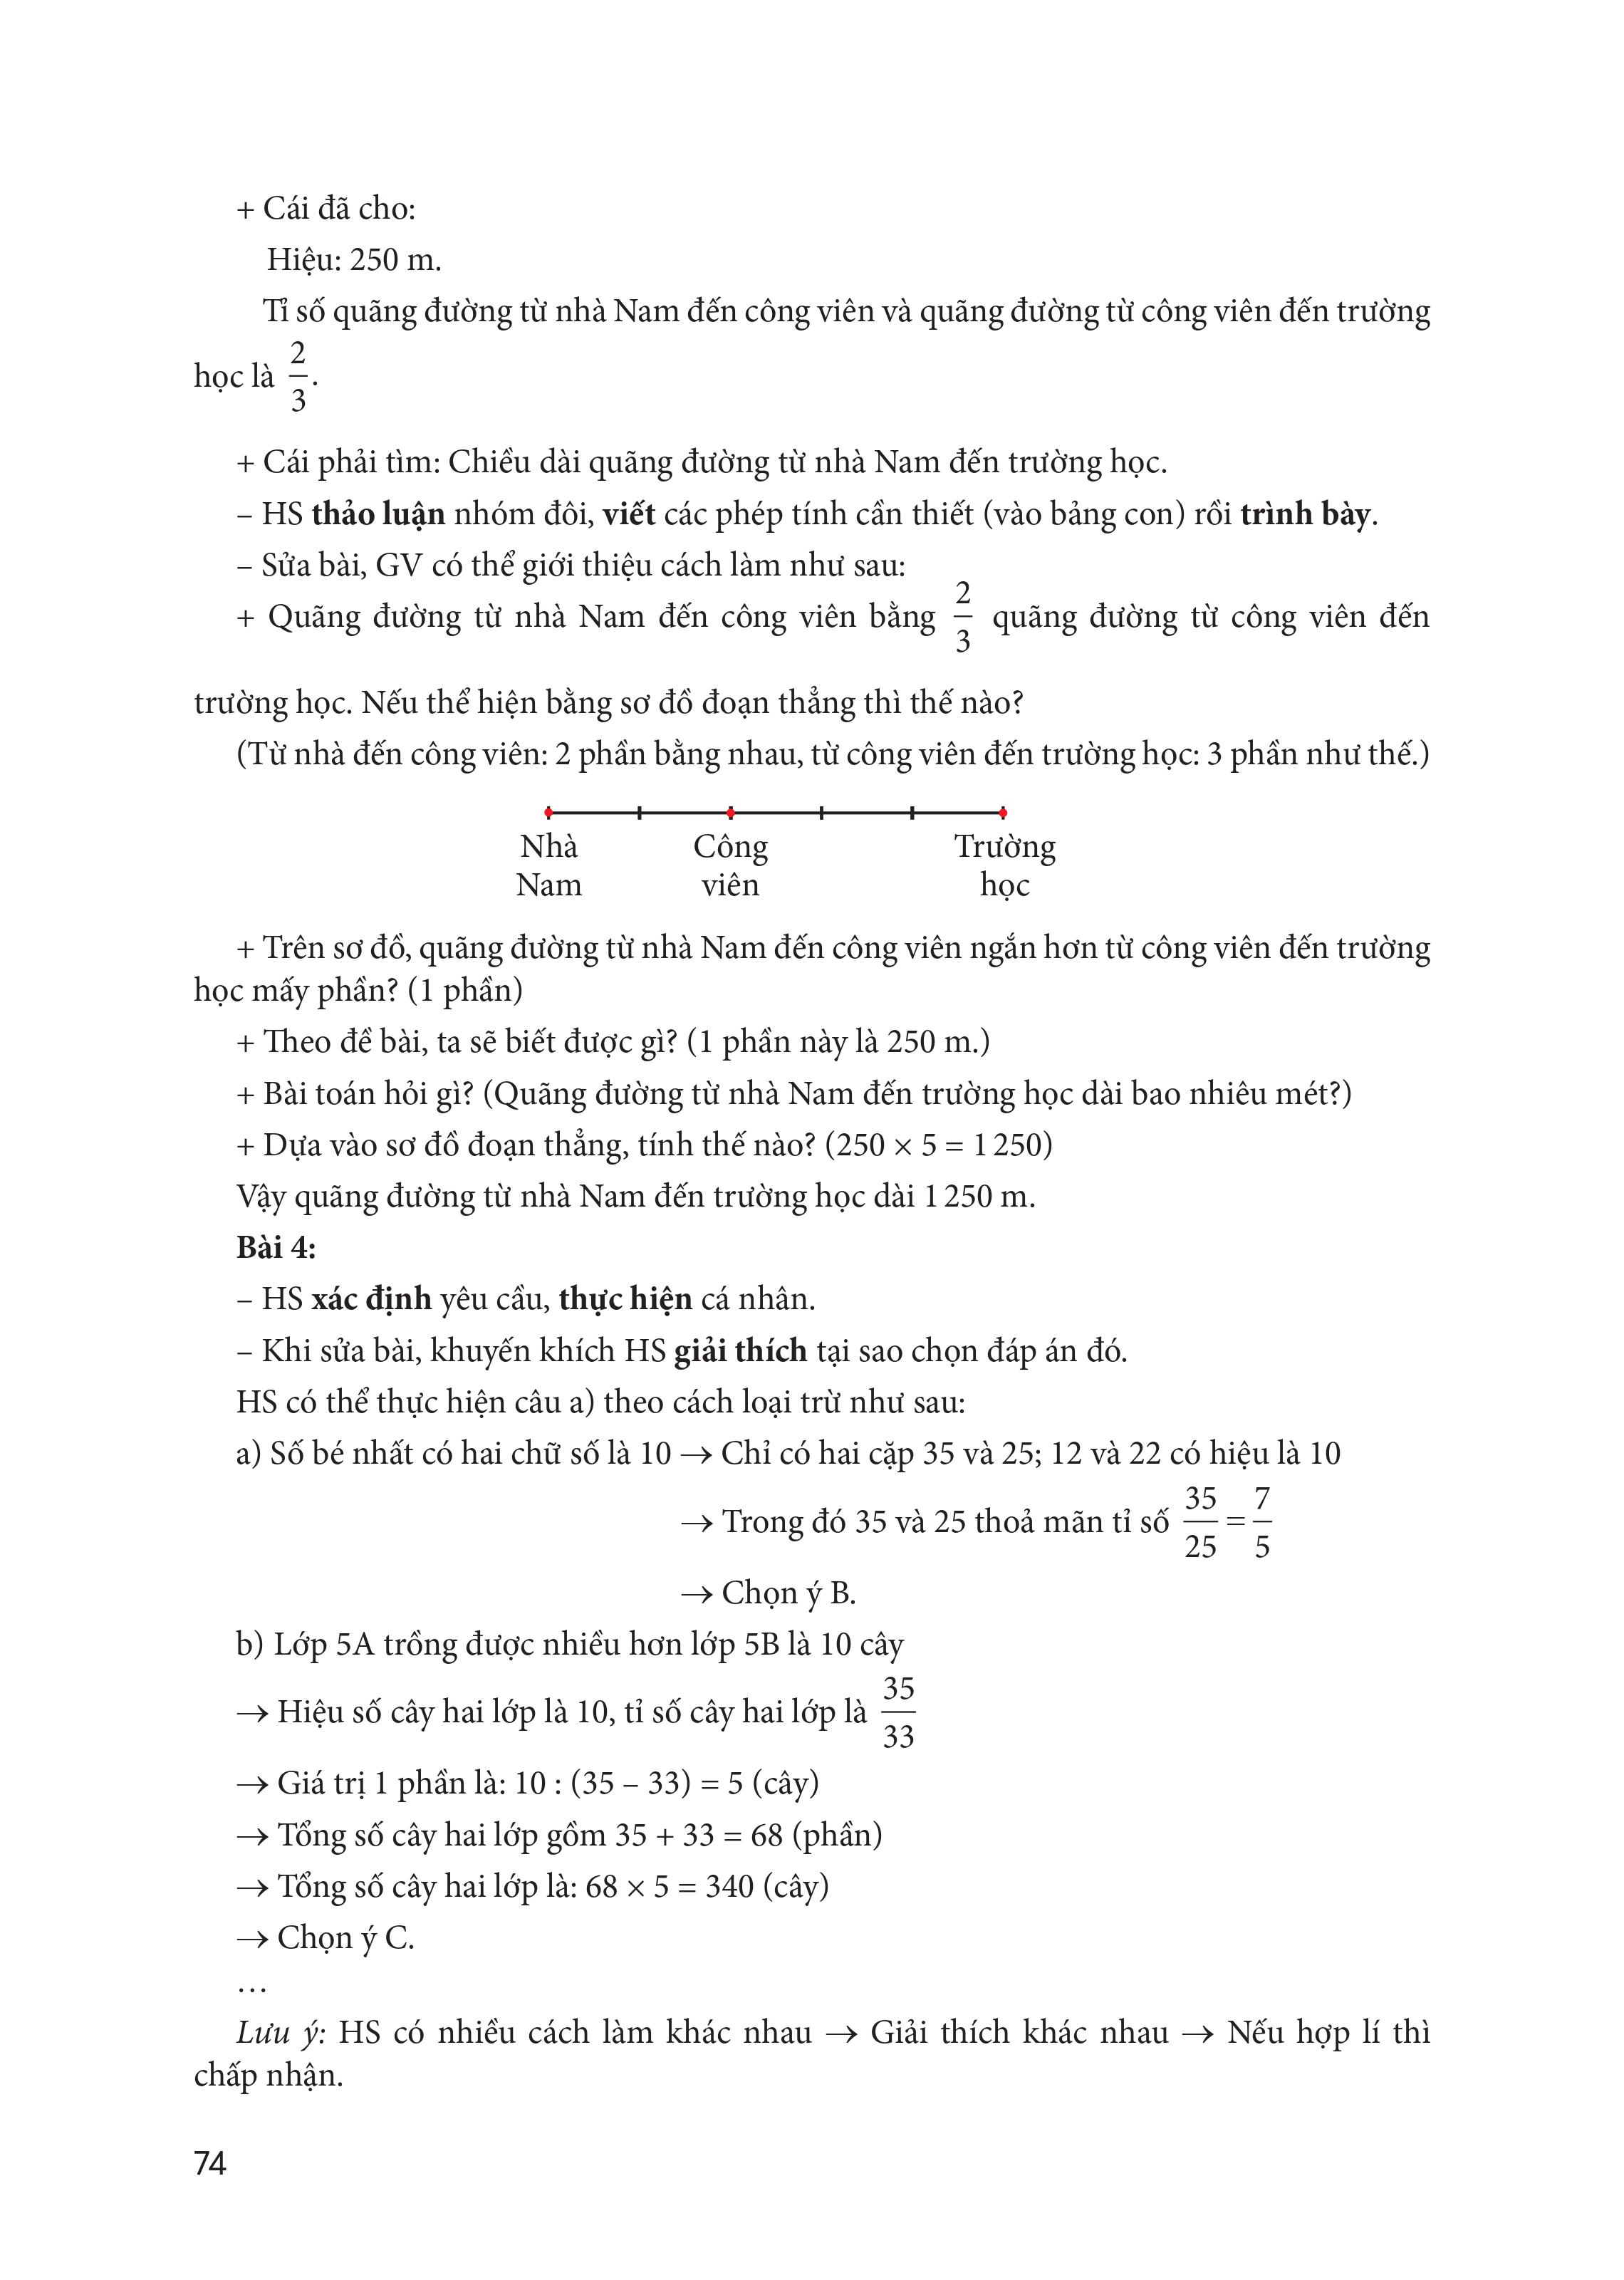 + Cái đã cho:
Hiệu: 250 m.
Tỉ số quãng đường từ nhà Nam đến công viên và quãng đường từ công viên đến trường
học là 2/3.
+ Cái phải tìm: Chiều dài quãng đường từ nhà Nam đến trường học.
– HS thảo luận nhóm đôi, viết các phép tính cần thiết (vào bảng con) rồi trình bày.
– Sửa bài, GV có thể giới thiệu cách làm như sau:
+ Quãng đường từ nhà Nam đến công viên bằng 2/3 quãng đường từ công viên đến
trường học. Nếu thể hiện bằng sơ đồ đoạn thẳng thì thế nào?
(Từ nhà đến công viên: 2 phần bằng nhau, từ công viên đến trường học: 3 phần như thế.)
Nhà Công Trường
Nam viên học
+ Trên sơ đồ, quãng đường từ nhà Nam đến công viên ngắn hơn từ công viên đến trường
học mấy phần? (1 phần)
+ Theo đề bài, ta sẽ biết được gì? (1 phần này là 250 m.)
+ Bài toán hỏi gì? (Quãng đường từ nhà Nam đến trường học dài bao nhiêu mét?)
+ Dựa vào sơ đồ đoạn thẳng, tính thế nào? (250 × 5 = 1 250)
Vậy quãng đường từ nhà Nam đến trường học dài 1 250 m.
Bài 4:
– HS xác định yêu cầu, thực hiện cá nhân.
– Khi sửa bài, khuyến khích HS giải thích tại sao chọn đáp án đó.
HS có thể thực hiện câu a) theo cách loại trừ như sau:
a) Số bé nhất có hai chữ số là 10 → Chỉ có hai cặp 35 và 25; 12 và 22 có hiệu là 10
→ Trong đó 35 và 25 thoả mãn tỉ số 35/25 = 7/5
→ Chọn ý B.
b) Lớp 5A trồng được nhiều hơn lớp 5B là 10 cây
→ Hiệu số cây hai lớp là 10, tỉ số cây hai lớp là 35/33
→ Giá trị 1 phần là: 10 : (35 – 33) = 5 (cây)
→ Tổng số cây hai lớp gồm 35 + 33 = 68 (phần)
→ Tổng số cây hai lớp là: 68 × 5 = 340 (cây)
→ Chọn ý C.
…
Lưu ý: HS có nhiều cách làm khác nhau → Giải thích khác nhau → Nếu hợp lí thì
chấp nhận.
74